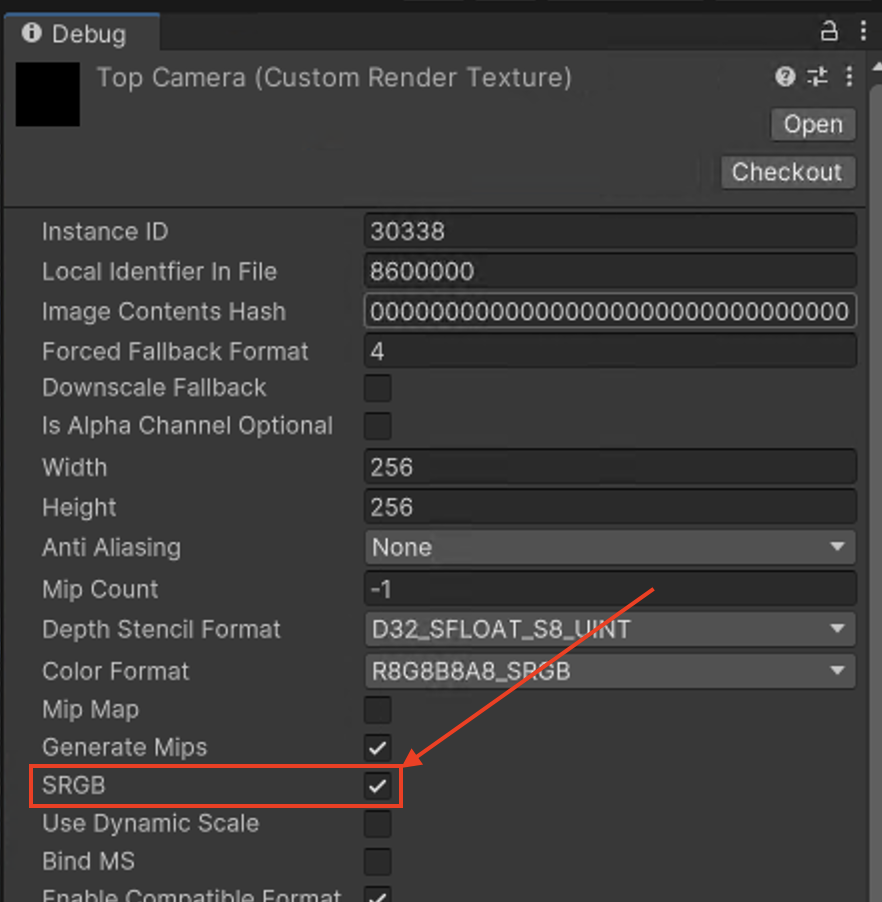 Debug
Top Camera (Custom Render Texture)
Open
Checkout
Instance ID 30338
Local Identfier In File 8600000
Image Contents Hash 00000000000000000000000000000000
Forced Fallback Format 4
Downscale Fallback
Is Alpha Channel Optional
Width 256
Height 256
Anti Aliasing None
Mip Count -1
Depth Stencil Format D32_SFLOAT_S8_UINT
Color Format R8G8B8A8_SRGB
Mip Map
Generate Mips
SRGB
Use Dynamic Scale
Bind MS
Enable Compatible Format